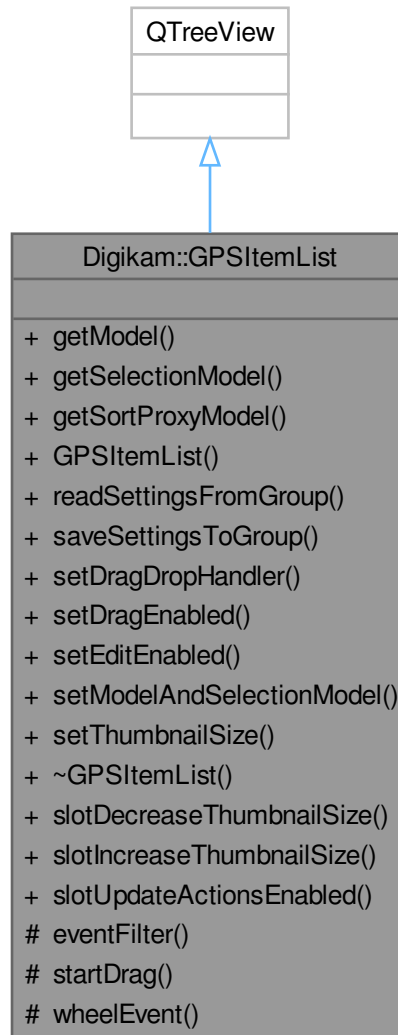 QTreeView
Digikam::GPSItemList
+ getModel()
+ getSelectionModel()
+ getSortProxyModel()
+ GPSItemList()
+ readSettingsFromGroup()
+ saveSettingsToGroup()
+ setDragDropHandler()
+ setDragEnabled()
+ setEditEnabled()
+ setModelAndSelectionModel()
+ setThumbnailSize()
+ ~GPSItemList()
+ slotDecreaseThumbnailSize()
+ slotIncreaseThumbnailSize()
+ slotUpdateActionsEnabled()
# eventFilter()
# startDrag()
# wheelEvent()